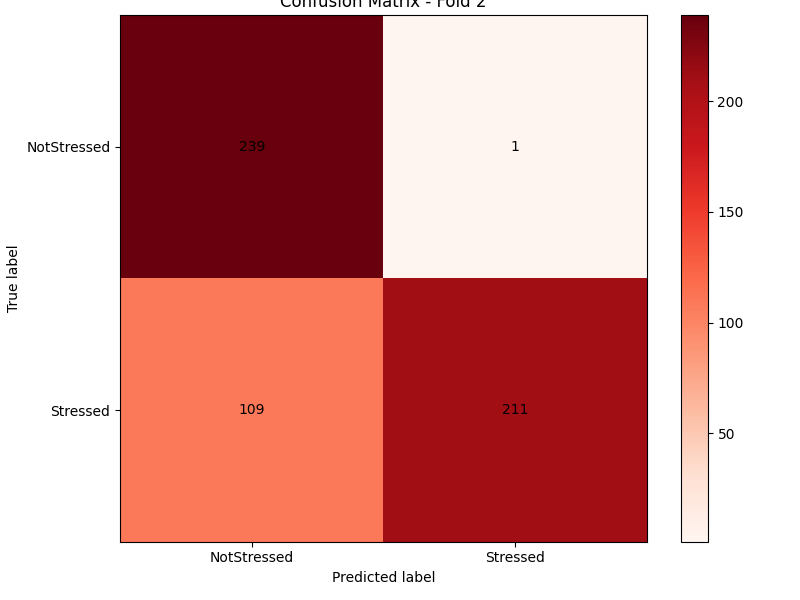 Confusion Matrix - Fold 2
NotStressed
239
1
Stressed
109
211
NotStressed
Stressed
Predicted label
True label
200
150
100
50